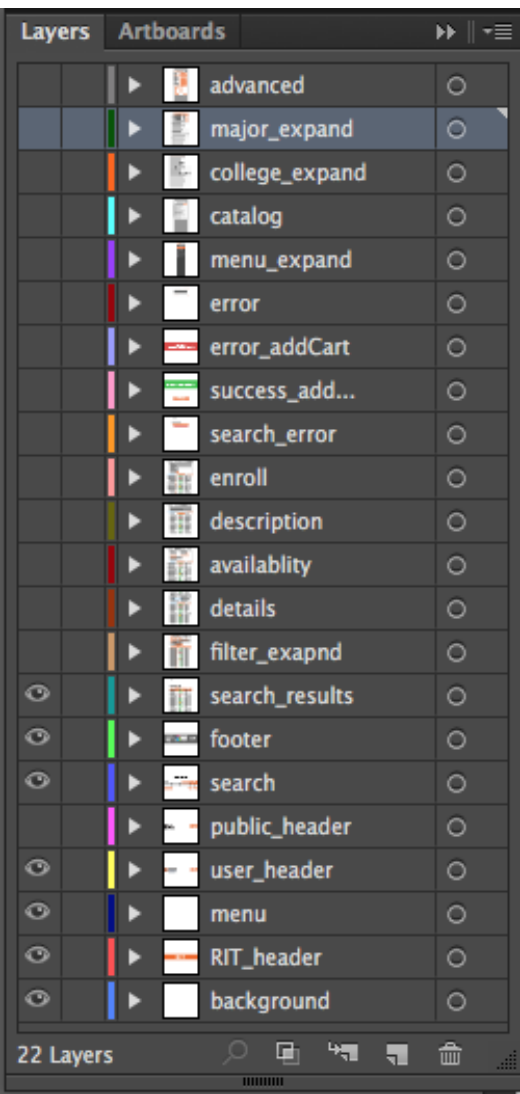 Layers Artboards
advanced
major_expand
college_expand
catalog
menu_expand
error
error_addCart
success_add...
search_error
enroll
description
availablity
details
filter_exapnd
search_results
footer
search
public_header
user_header
menu
RIT_header
background
22 Layers